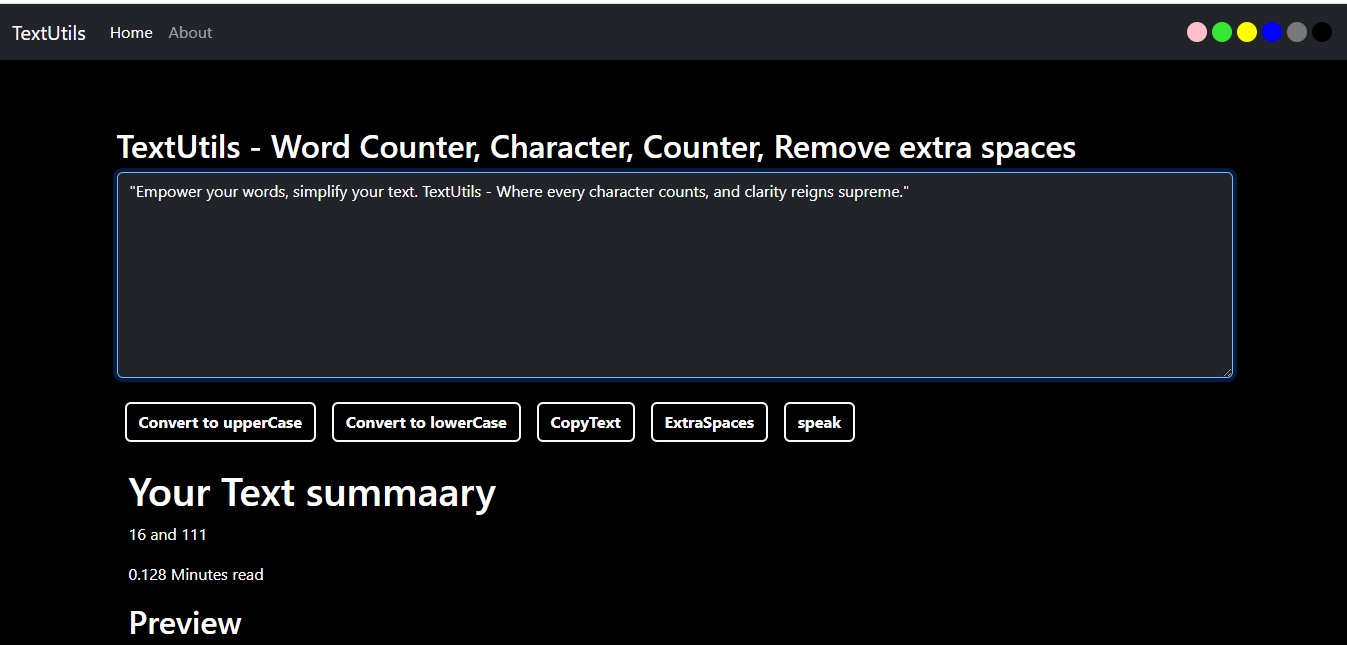 TextUtils Home About
TextUtils - Word Counter, Character, Counter, Remove extra spaces
"Empower your words, simplify your text. TextUtils - Where every character counts, and clarity reigns supreme."
Convert to upperCase Convert to lowerCase CopyText ExtraSpaces speak
Your Text summaary
16 and 111
0.128 Minutes read
Preview